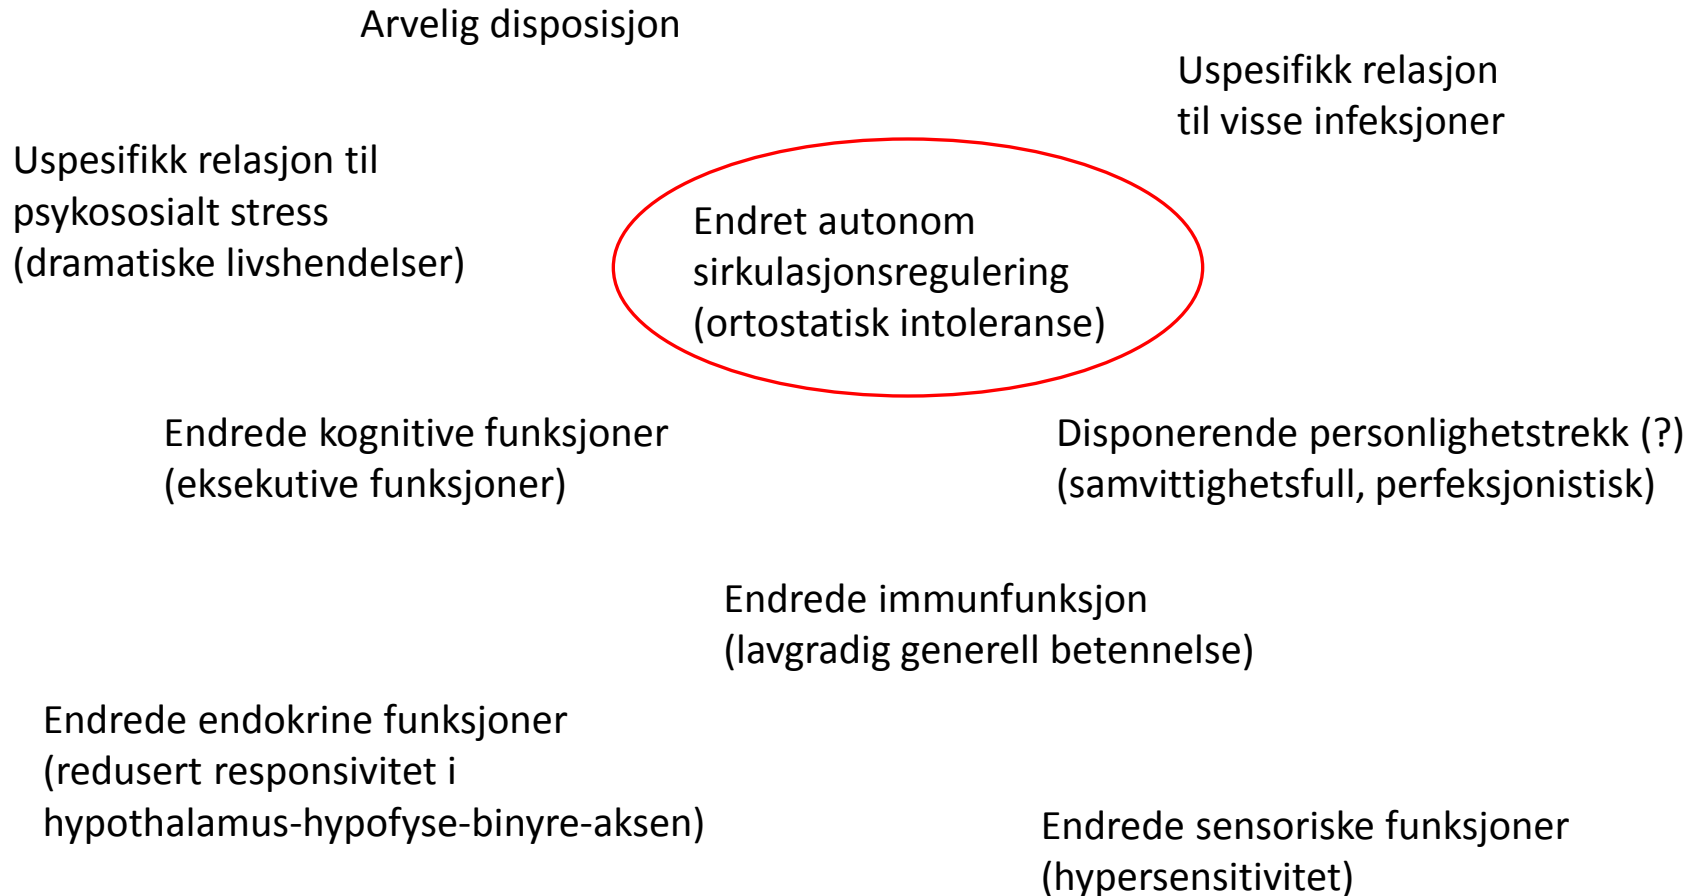 Arvelig disposisjon
Uspesifikk relasjon
til visse infeksjoner
Uspesifikk relasjon til
psykososialt stress
(dramatiske livshendelser)
Endret autonom
sirkulasjonsregulering
(ortostatisk intoleranse)
Endrede kognitive funksjoner
(eksekutive funksjoner)
Disponerende personlighetstrekk (?)
(samvittighetsfull, perfeksjonistisk)
Endrede immunfunksjon
(lavgradig generell betennelse)
Endrede endokrine funksjoner
(redusert responsivitet i
hypothalamus-hypofyse-binyre-aksen)
Endrede sensoriske funksjoner
(hypersensitivitet)